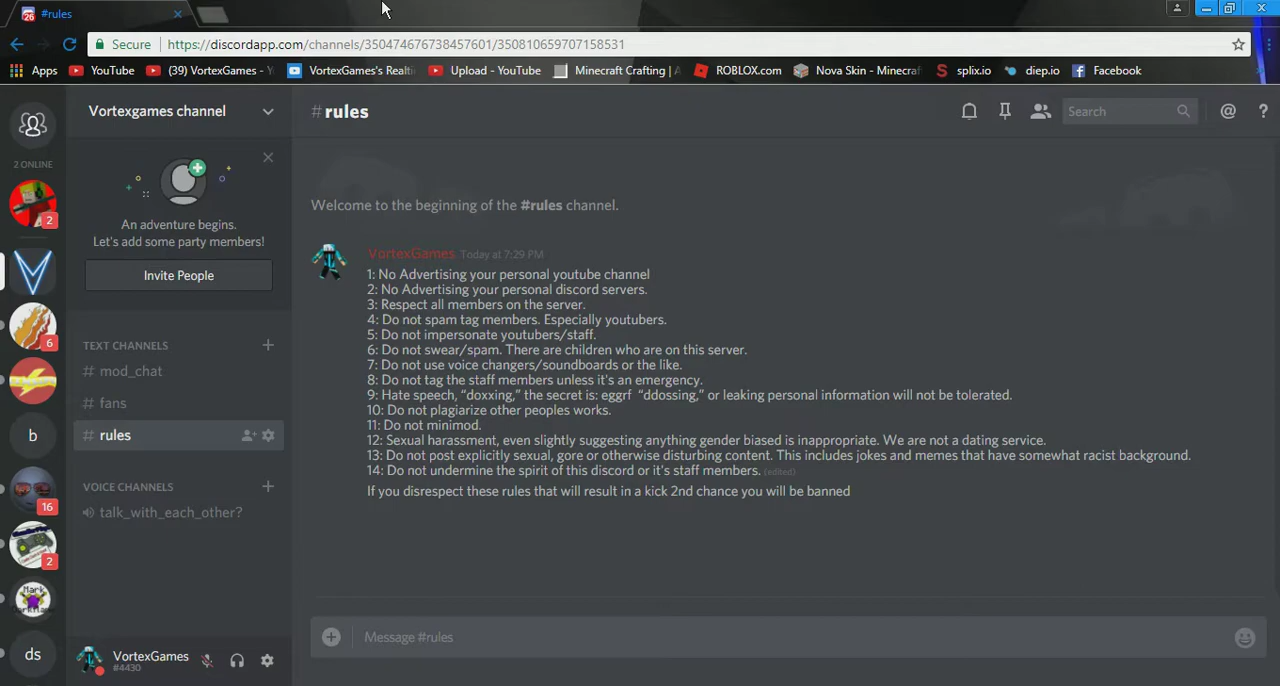 26 #rules
Secure https://discordapp.com/channels/350474676738457601/350810659707158531
Apps YouTube (39) VortexGames - Y VortexGames's Realti Upload - YouTube Minecraft Crafting | A ROBLOX.com Nova Skin - Minecraf splix.io diep.io Facebook
Vortexgames channel
#rules
Search
@ ?
2 ONLINE
2
6
b
16
2
Mark
ds
An adventure begins.
Let's add some party members!
Invite People
TEXT CHANNELS
# mod_chat
# fans
# rules
VOICE CHANNELS
talk_with_each_other?
VortexGames
#4430
Welcome to the beginning of the #rules channel.
VortexGames Today at 7:29 PM
1: No Advertising your personal youtube channel
2: No Advertising your personal discord servers.
3: Respect all members on the server.
4: Do not spam tag members. Especially youtubers.
5: Do not impersonate youtubers/staff.
6: Do not swear/spam. There are children who are on this server.
7: Do not use voice changers/soundboards or the like.
8: Do not tag the staff members unless it's an emergency.
9: Hate speech, “doxxing,” the secret is: eggrf “ddossing,” or leaking personal information will not be tolerated.
10: Do not plagiarize other peoples works.
11: Do not minimod.
12: Sexual harassment, even slightly suggesting anything gender biased is inappropriate. We are not a dating service.
13: Do not post explicitly sexual, gore or otherwise disturbing content. This includes jokes and memes that have somewhat racist background.
14: Do not undermine the spirit of this discord or it's staff members. (edited)
If you disrespect these rules that will result in a kick 2nd chance you will be banned
Message #rules